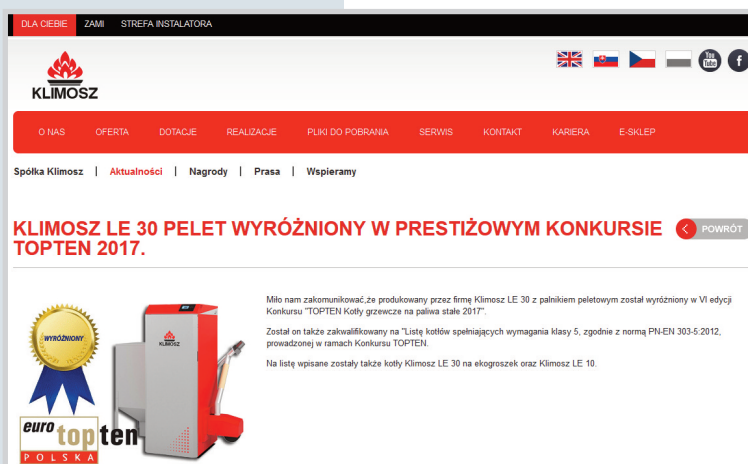 DLA CIEBIE ZAMI STREFA INSTALATORA
KLIMOSZ
You Tube f
O NAS OFERTA DOTACJE REALIZACJE PLIKI DO POBRANIA SERWIS KONTAKT KARIERA E-SKLEP
Spółka Klimosz | Aktualności | Nagrody | Prasa | Wspieramy
KLIMOSZ LE 30 PELET WYRÓŻNIONY W PRESTIŻOWYM KONKURSIE
TOPTEN 2017.
POWRÓT
Miło nam zakomunikować,że produkowany przez firmę Klimosz LE 30 z palnikiem peletowym został wyróżniony w VI edycji
Konkursu "TOPTEN Kotły grzewcze na paliwa stałe 2017".
Został on także zakwalifikowany na "Listę kotłów spełniających wymagania klasy 5, zgodnie z normą PN-EN 303-5:2012,
prowadzonej w ramach Konkursu TOPTEN.
Na listę wpisane zostały także kotły Klimosz LE 30 na ekogroszek oraz Klimosz LE 10.
WYRÓŻNIONY
KLIMOSZ
euro topten
POLSKA